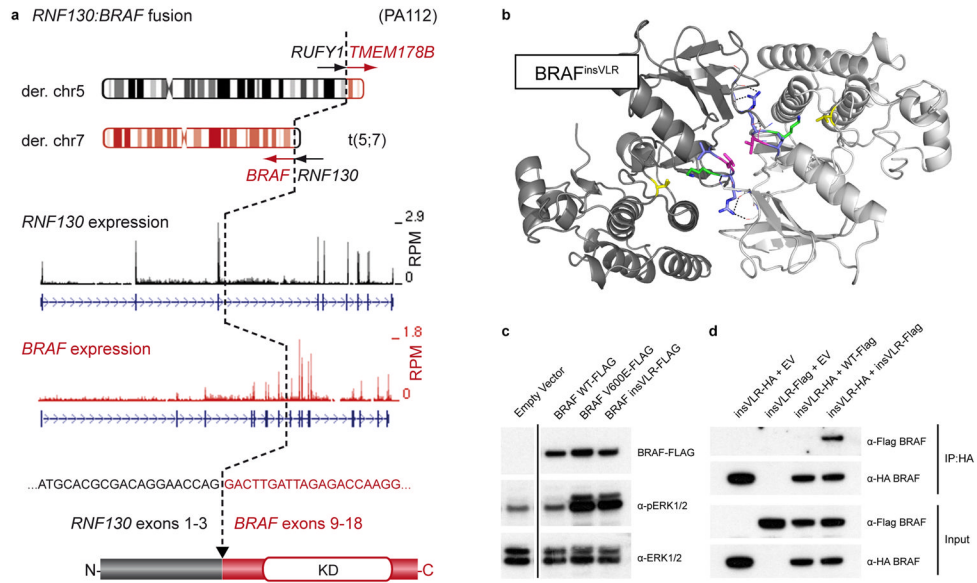 a RNF130:BRAF fusion (PA112)
RUFY1 TMEM178B
der. chr5
der. chr7 t(5;7)
BRAF RNF130
RNF130 expression
2.9
RPM
0
BRAF expression
1.8
RPM
0
...ATGCACGCGACAGGAACCAG GACTTGATTAGAGACCAAGG...
RNF130 exons 1-3 BRAF exons 9-18
N- KD -C
b
BRAFinsVLR
c
Empty Vector
BRAF WT-FLAG
BRAF V600E-FLAG
BRAF insVLR-FLAG
BRAF-FLAG
α-pERK1/2
α-ERK1/2
d
insVLR-HA + EV
insVLR-Flag + EV
insVLR-HA + WT-Flag
insVLR-HA + insVLR-Flag
α-Flag BRAF
α-HA BRAF
IP:HA
α-Flag BRAF
α-HA BRAF
Input